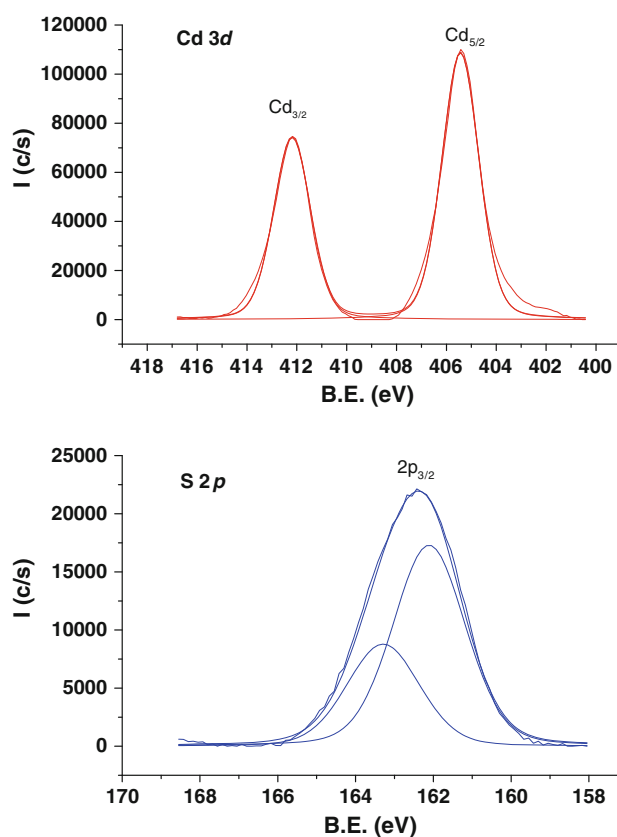 Cd 3d
Cd5/2
Cd3/2
I (c/s)
120000
100000
80000
60000
40000
20000
0
418 416 414 412 410 408 406 404 402 400
B.E. (eV)
S 2p
2p3/2
I (c/s)
25000
20000
15000
10000
5000
0
170 168 166 164 162 160 158
B.E. (eV)